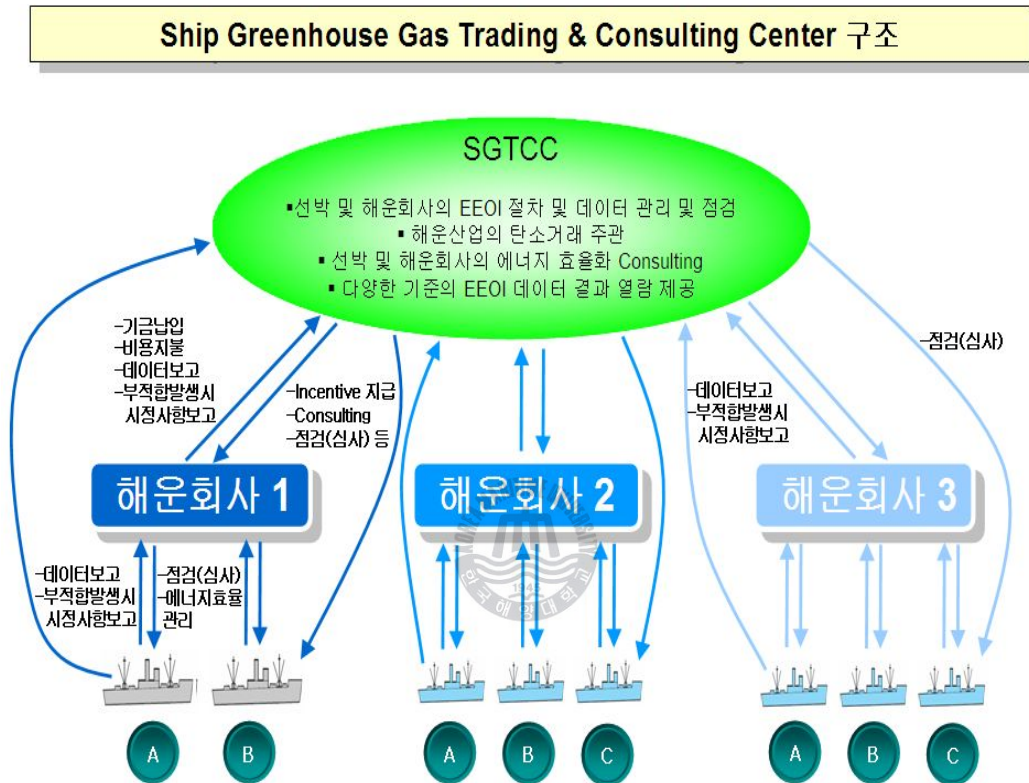 Ship Greenhouse Gas Trading & Consulting Center 구조
SGTCC
▪선박 및 해운회사의 EEOI 절차 및 데이터 관리 및 점검
▪ 해운산업의 탄소거래 주관
▪ 선박 및 해운회사의 에너지 효율화 Consulting
▪ 다양한 기준의 EEOI 데이터 결과 열람 제공
-기금납입
-비용지불
-데이터보고
-부적합발생시
시정사항보고
-Incentive 지급
-Consulting
-점검(심사) 등
-데이터보고
-부적합발생시
시정사항보고
-점검(심사)
해운회사 1
해운회사 2
해운회사 3
-데이터보고
-부적합발생시
시정사항보고
-점검(심사)
-에너지효율
관리
1945
한국해양대학교
A
B
A
B
C
A
B
C